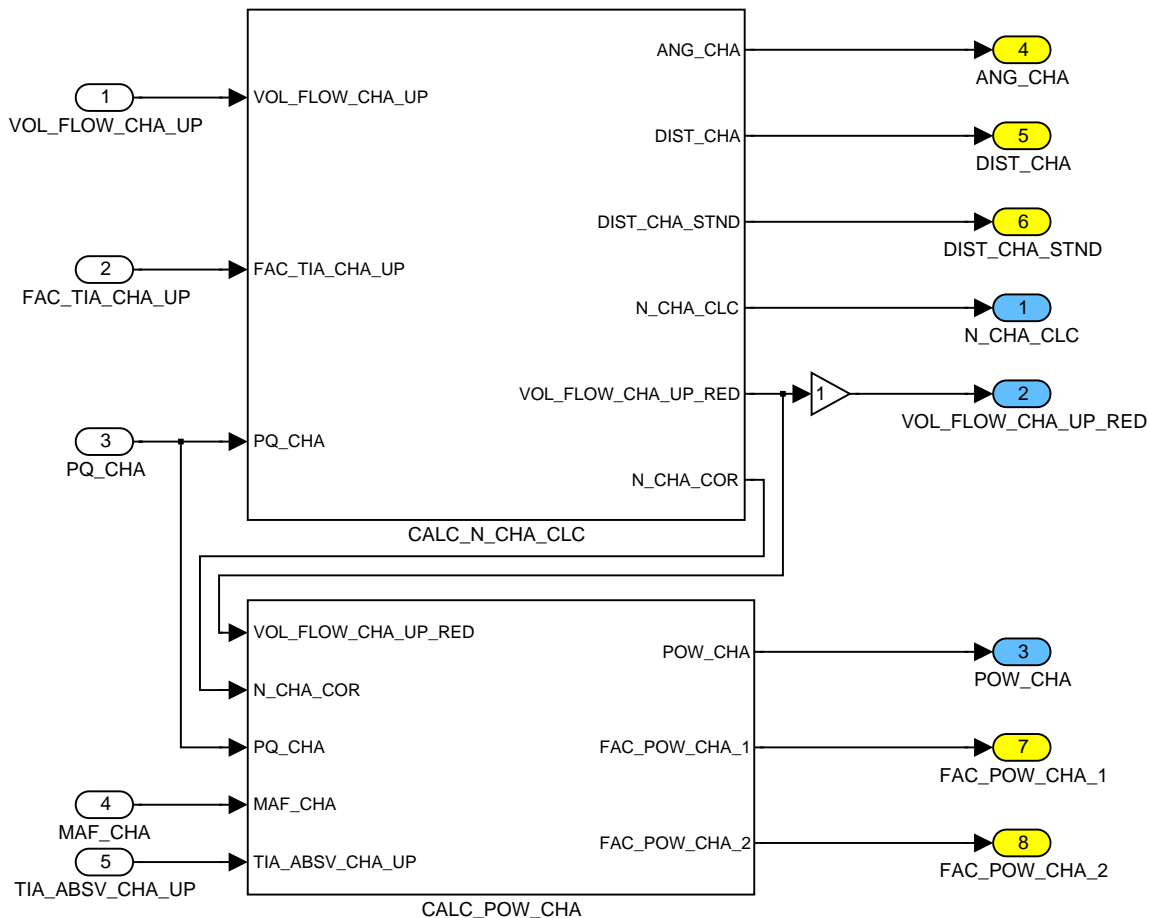 ANG_CHA
4
ANG_CHA
1
VOL_FLOW_CHA_UP
VOL_FLOW_CHA_UP
DIST_CHA
5
DIST_CHA
DIST_CHA_STND
6
DIST_CHA_STND
2
FAC_TIA_CHA_UP
FAC_TIA_CHA_UP
N_CHA_CLC
1
N_CHA_CLC
VOL_FLOW_CHA_UP_RED
1
2
VOL_FLOW_CHA_UP_RED
3
PQ_CHA
PQ_CHA
N_CHA_COR
CALC_N_CHA_CLC
VOL_FLOW_CHA_UP_RED
POW_CHA
3
POW_CHA
N_CHA_COR
PQ_CHA
FAC_POW_CHA_1
7
FAC_POW_CHA_1
4
MAF_CHA
MAF_CHA
FAC_POW_CHA_2
8
FAC_POW_CHA_2
5
TIA_ABSV_CHA_UP
TIA_ABSV_CHA_UP
CALC_POW_CHA